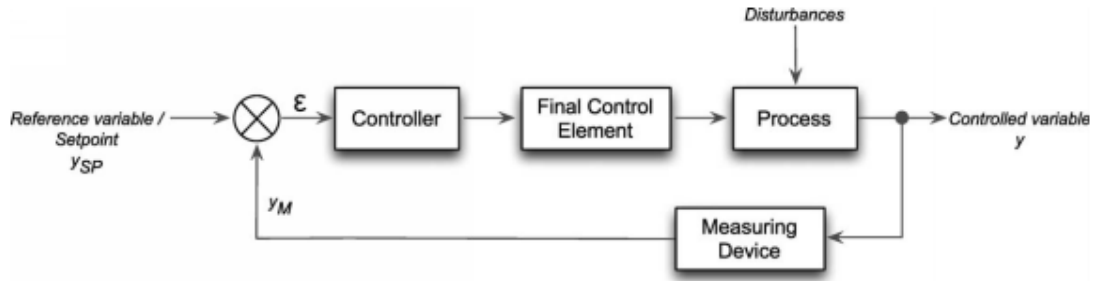 Disturbances
Reference variable /
Setpoint
ySP
ε
Controller
Final Control
Element
Process
Controlled variable
y
yM
Measuring
Device